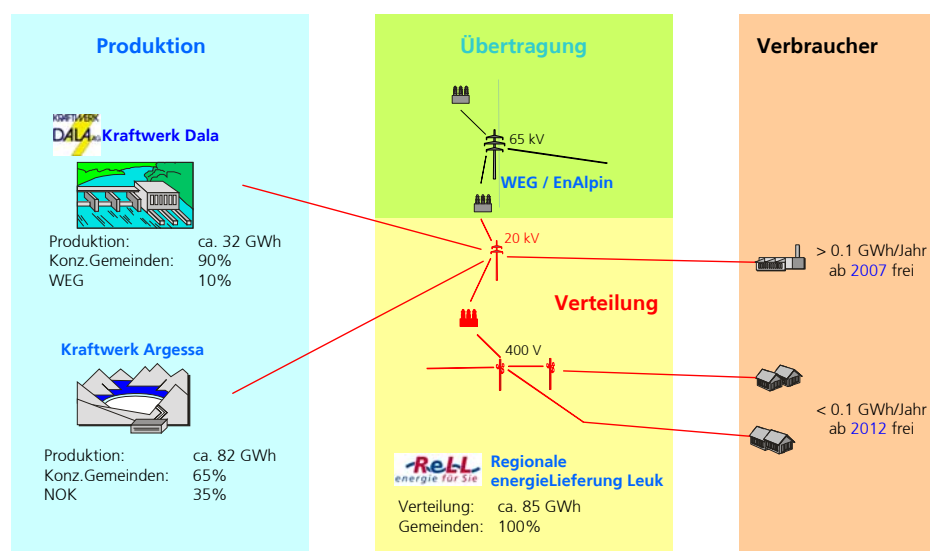 Produktion
KRAFTWERK
DALA AG
Kraftwerk Dala
Produktion: ca. 32 GWh
Konz.Gemeinden: 90%
WEG 10%
Kraftwerk Argessa
Produktion: ca. 82 GWh
Konz.Gemeinden: 65%
NOK 35%
Übertragung
65 kV
WEG / EnAlpin
20 kV
Verteilung
400 V
ReLL
energie für Sie
Regionale
energieLieferung Leuk
Verteilung: ca. 85 GWh
Gemeinden: 100%
Verbraucher
> 0.1 GWh/Jahr
ab 2007 frei
< 0.1 GWh/Jahr
ab 2012 frei